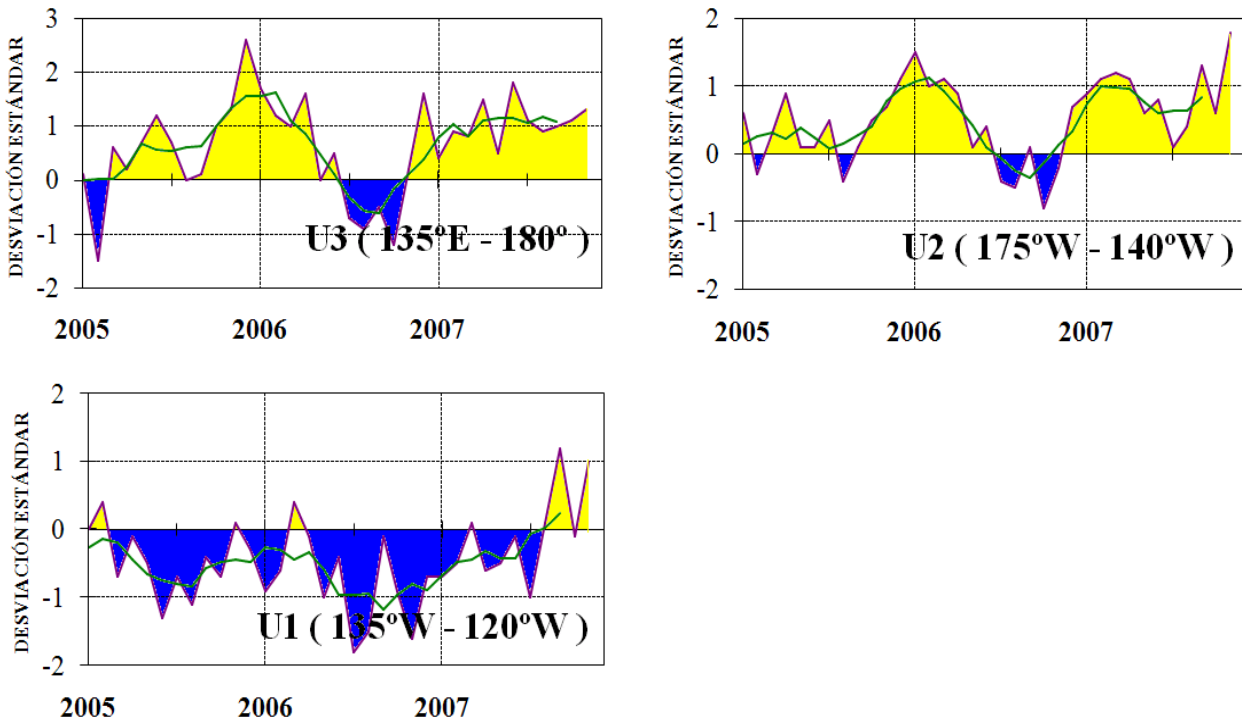 DESVIACIÓN ESTÁNDAR
3
2
1
0
-1
-2
U3 ( 135ºE - 180º )
2005 2006 2007
DESVIACIÓN ESTÁNDAR
2
1
0
-1
-2
U2 ( 175ºW - 140ºW )
2005 2006 2007
DESVIACIÓN ESTÁNDAR
2
1
0
-1
-2
U1 ( 135ºW - 120ºW )
2005 2006 2007